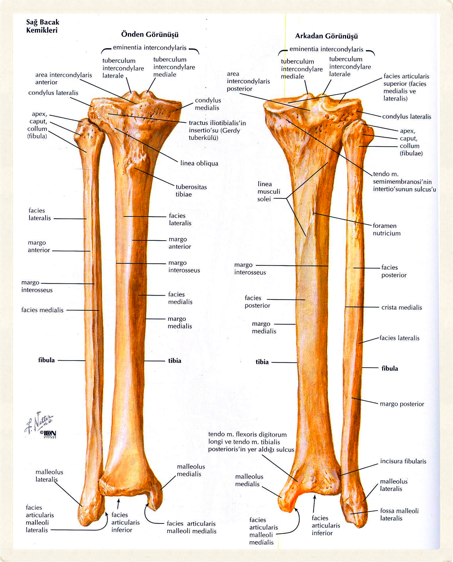 Sağ Bacak
Kemikleri
Önden Görünüşü
eminentia intercondylaris
tuberculum
intercondylare
laterale
tuberculum
intercondylare
mediale
area intercondylaris
anterior
condylus lateralis
apex,
caput,
collum
(fibula)
condylus
medialis
tractus iliotibialis'in
insertio'su (Gerdy
tuberkülü)
linea obliqua
tuberositas
tibiae
facies
lateralis
margo
anterior
margo
interosseus
facies medialis
facies
lateralis
margo
anterior
margo
interosseus
facies
medialis
margo
medialis
fibula
tibia
malleolus
lateralis
facies
articularis
malleoli
lateralis
facies
articularis
inferior
malleolus
medialis
facies articularis
malleoli medialis
Arkadan Görünüşü
eminentia intercondylaris
tuberculum
intercondylare
mediale
tuberculum
intercondylare
laterale
area
intercondylaris
posterior
facies articularis
superior (facies
medialis ve
lateralis)
condylus lateralis
apex,
caput,
collum
(fibulae)
tendo m.
semimembranosi'nin
intertio'sunun sulcus'u
linea
musculi
solei
foramen
nutricium
margo
interosseus
facies
posterior
facies
posterior
crista medialis
margo
medialis
facies lateralis
tibia
fibula
margo posterior
tendo m. flexoris digitorum
longi ve tendo m. tibialis
posterioris'in yer aldığı sulcus
incisura fibularis
malleolus
medialis
malleolus
lateralis
facies
articularis
malleoli
medialis
facies
articularis
inferior
fossa malleoli
lateralis